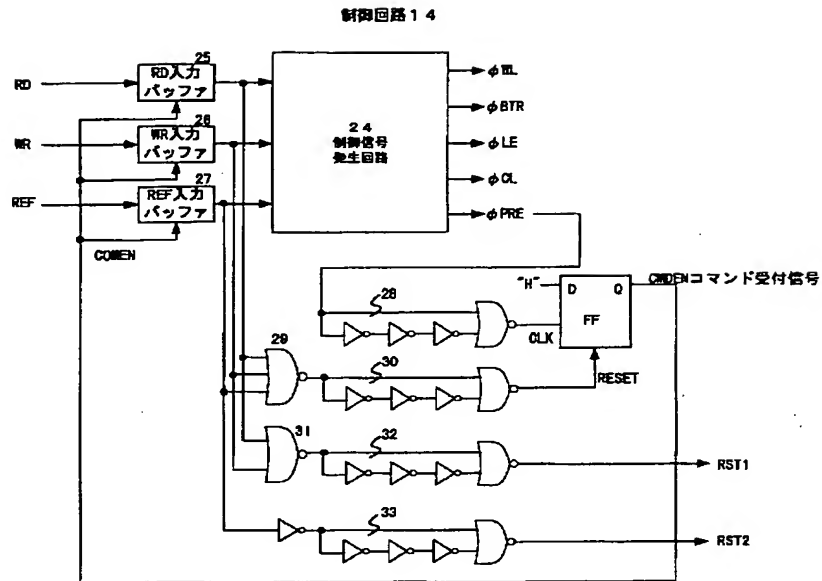 制御回路１４
25
RD
RD入力
バッファ
26
WR
WR入力
バッファ
27
REF
REF入力
バッファ
COMEN
２４
制御信号
発生回路
φWL
φBTR
φLE
φCL
φPRE
28
"H"
D
Q
FF
CLK
RESET
CMDENコマンド受付信号
29
30
31
32
RST1
33
RST2